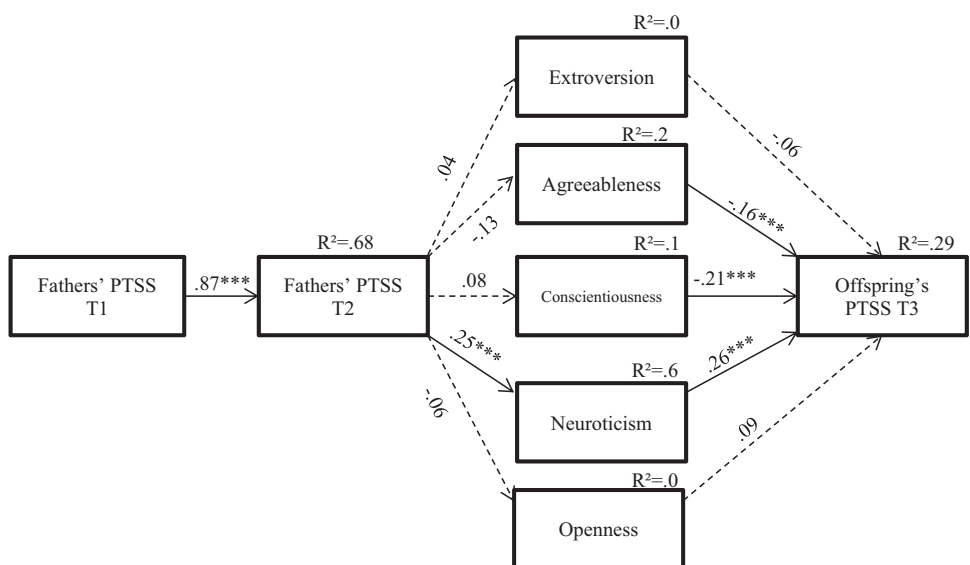 R²=.0
Extroversion
.04
-.06
R²=.2
Agreeableness
-.13
-.16***
R²=.68
R²=.1
R²=.29
Fathers’ PTSS
T1
.87***
Fathers’ PTSS
T2
.08
Conscientiousness
-.21***
Offspring's
PTSS T3
.25***
.26***
R²=.6
Neuroticism
-.06
.09
R²=.0
Openness